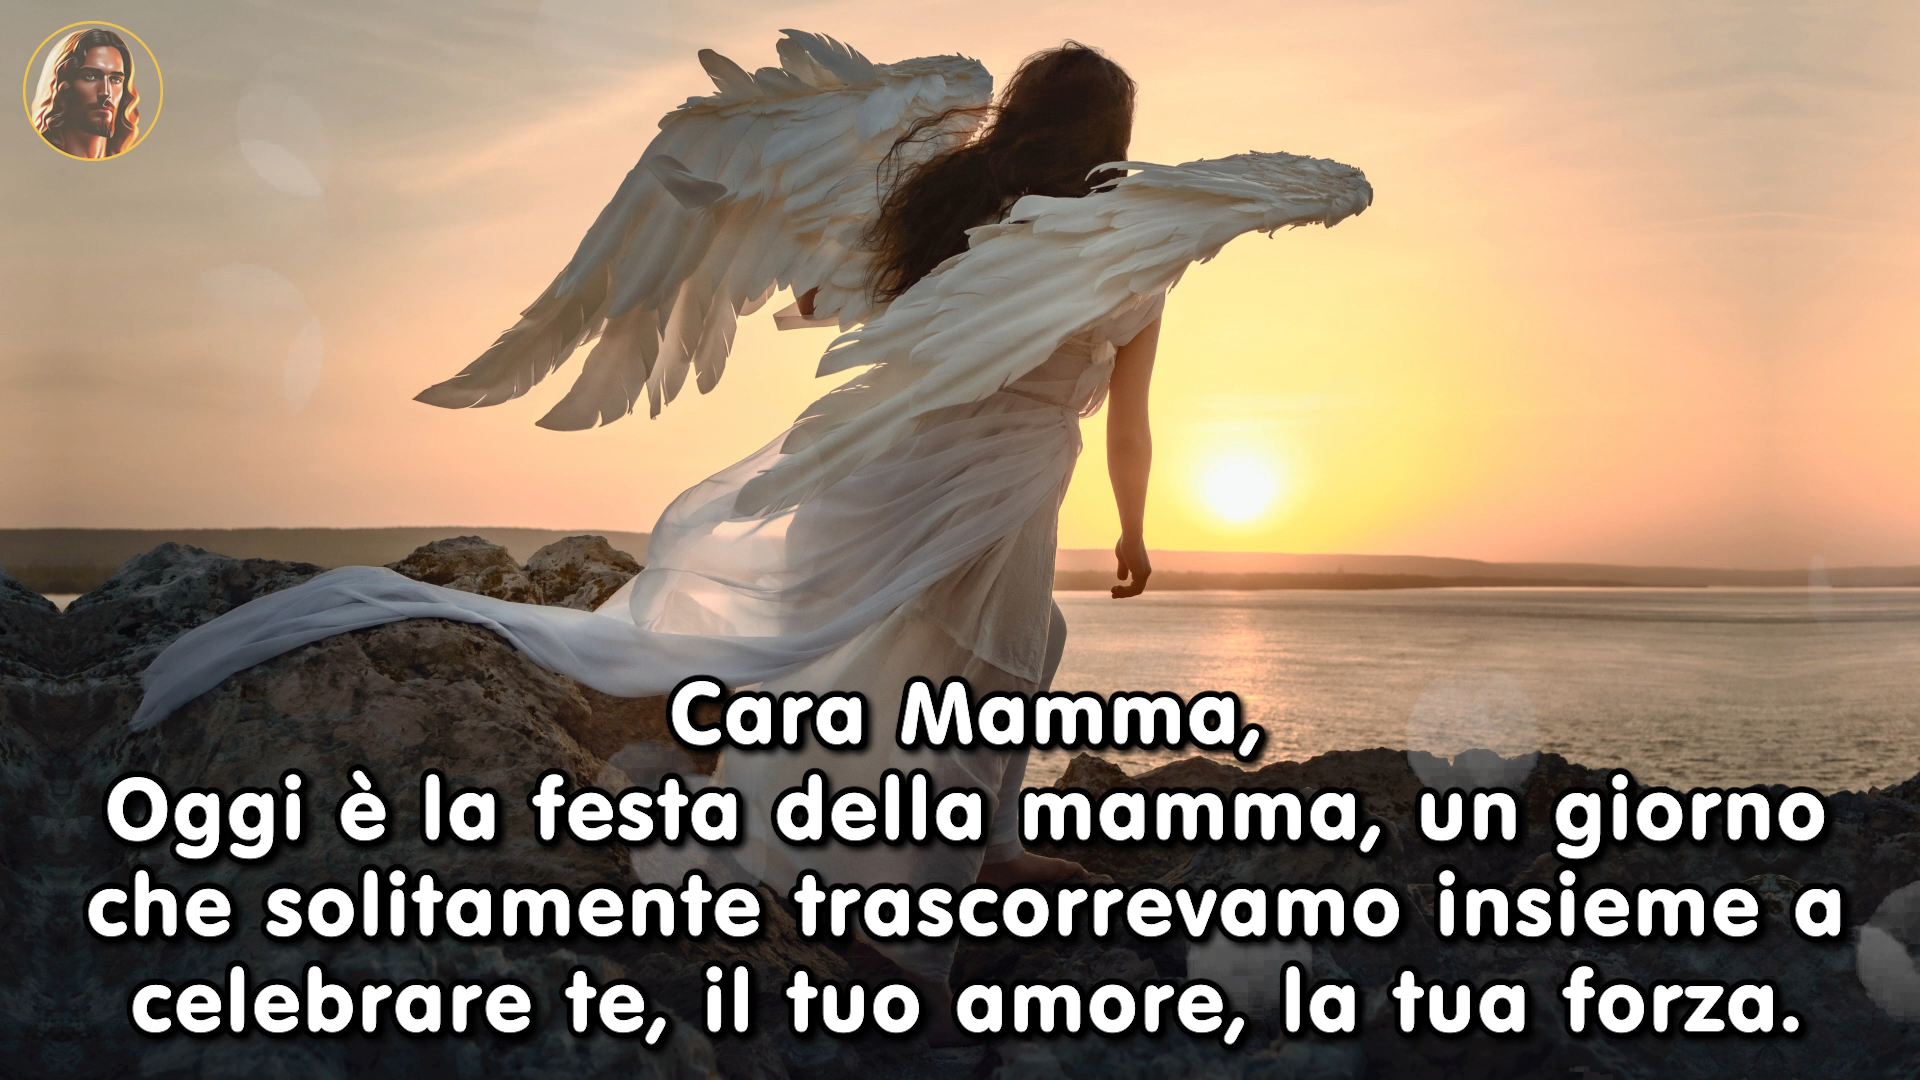 Cara Mamma,
Oggi è la festa della mamma, un giorno
che solitamente trascorrevamo insieme a
celebrare te, il tuo amore, la tua forza.